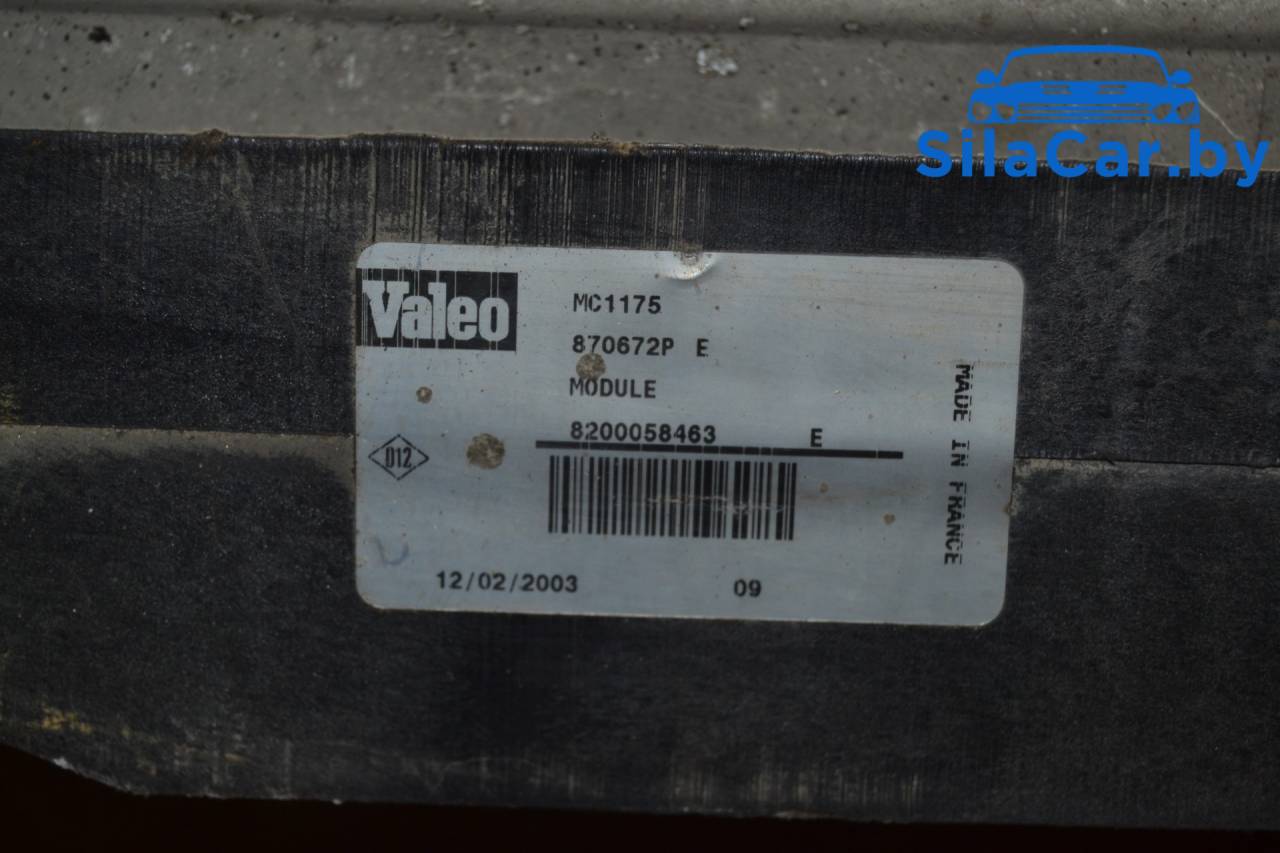 SilaCar.by
Valeo
MC1175
870672P E
MODULE
8200058463 E
D12
MADE IN FRANCE
12/02/2003 09